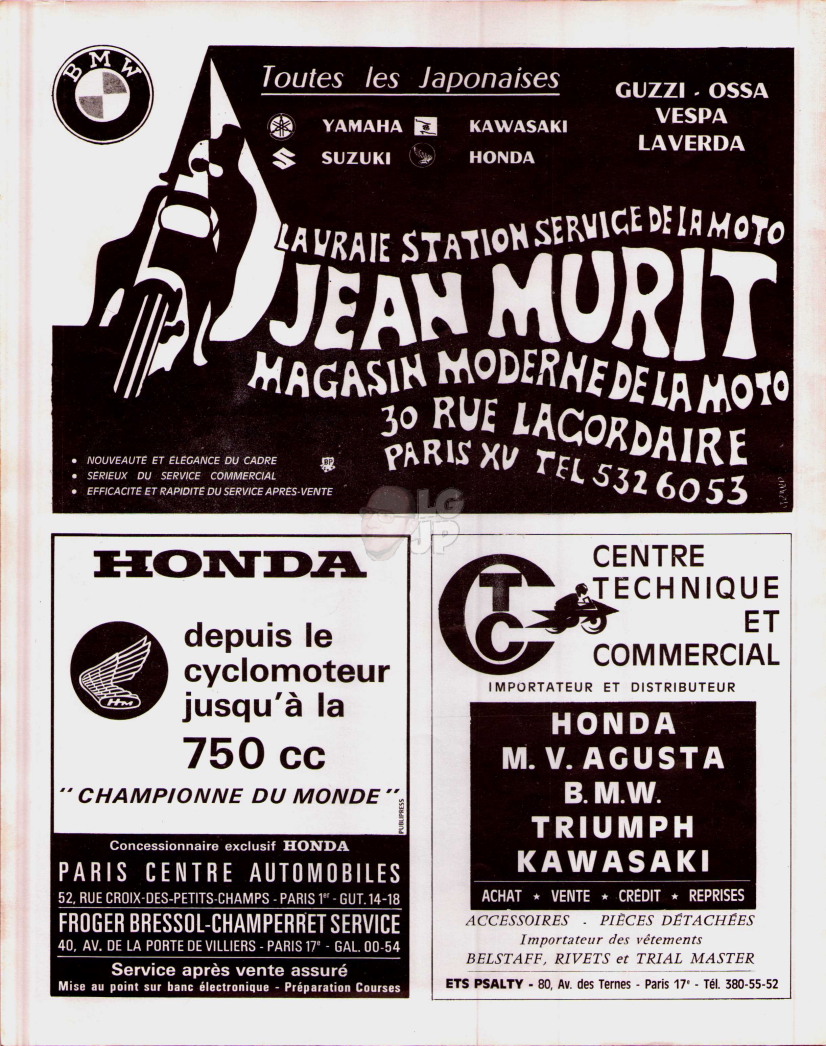 BMW
Toutes les Japonaises
YAMAHA KAWASAKI
SUZUKI HONDA
GUZZI - OSSA
VESPA
LAVERDA
LA VRAIE STATION SERVICE DE LA MOTO
JEAN MURIT
MAGASIN MODERNE DE LA MOTO
30 RUE LACORDAIRE
PARIS XV TEL 532 60 53
• NOUVEAUTÉ ET ÉLÉGANCE DU CADRE
• SÉRIEUX DU SERVICE COMMERCIAL
• EFFICACITÉ ET RAPIDITÉ DU SERVICE APRÈS-VENTE
BP
LG
JP
HONDA
depuis le
cyclomoteur
jusqu'à la
HM
750 cc
"CHAMPIONNE DU MONDE"
PUBLIPRESS
Concessionnaire exclusif HONDA
PARIS CENTRE AUTOMOBILES
52, RUE CROIX-DES-PETITS-CHAMPS - PARIS 1er - GUT. 14-18
FROGER BRESSOL-CHAMPERRET SERVICE
40, AV. DE LA PORTE DE VILLIERS - PARIS 17e - GAL. 00-54
Service après vente assuré
Mise au point sur banc électronique - Préparation Courses
CTC
CENTRE
TECHNIQUE
ET
COMMERCIAL
IMPORTATEUR ET DISTRIBUTEUR
HONDA
M. V. AGUSTA
B. M. W.
TRIUMPH
KAWASAKI
ACHAT ★ VENTE ★ CRÉDIT ★ REPRISES
ACCESSOIRES - PIÈCES DÉTACHÉES
Importateur des vêtements
BELSTAFF, RIVETS et TRIAL MASTER
ETS PSALTY - 80, Av. des Ternes - Paris 17e - Tél. 380-55-52